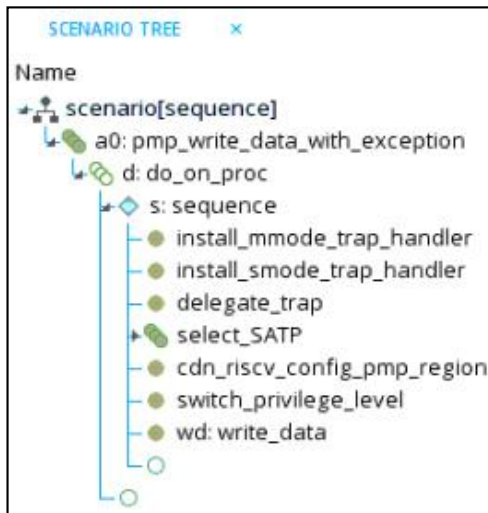 SCENARIO TREE ×
Name
scenario[sequence]
a0: pmp_write_data_with_exception
d: do_on_proc
s: sequence
install_mmode_trap_handler
install_smode_trap_handler
delegate_trap
select_SATP
cdn_riscv_config_pmp_region
switch_privilege_level
wd: write_data